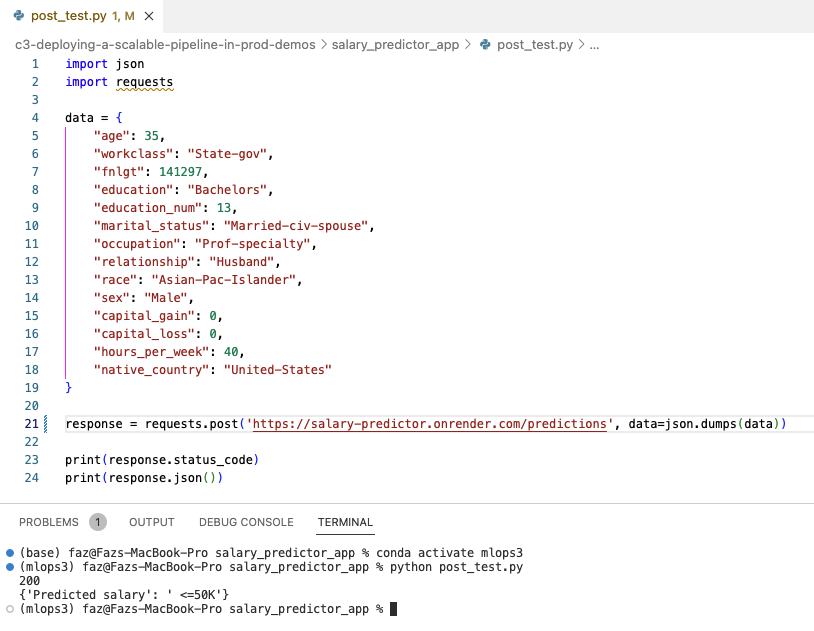 post_test.py 1, M ×
c3-deploying-a-scalable-pipeline-in-prod-demos > salary_predictor_app > post_test.py > ...
1 import json
2 import requests
3
4 data = {
5     "age": 35,
6     "workclass": "State-gov",
7     "fnlgt": 141297,
8     "education": "Bachelors",
9     "education_num": 13,
10     "marital_status": "Married-civ-spouse",
11     "occupation": "Prof-specialty",
12     "relationship": "Husband",
13     "race": "Asian-Pac-Islander",
14     "sex": "Male",
15     "capital_gain": 0,
16     "capital_loss": 0,
17     "hours_per_week": 40,
18     "native_country": "United-States"
19 }
20
21 response = requests.post('https://salary-predictor.onrender.com/predictions', data=json.dumps(data))
22
23 print(response.status_code)
24 print(response.json())
PROBLEMS 1 OUTPUT DEBUG CONSOLE TERMINAL
(base) faz@Fazs-MacBook-Pro salary_predictor_app % conda activate mlops3
(mlops3) faz@Fazs-MacBook-Pro salary_predictor_app % python post_test.py
200
{'Predicted salary': ' <=50K'}
(mlops3) faz@Fazs-MacBook-Pro salary_predictor_app %